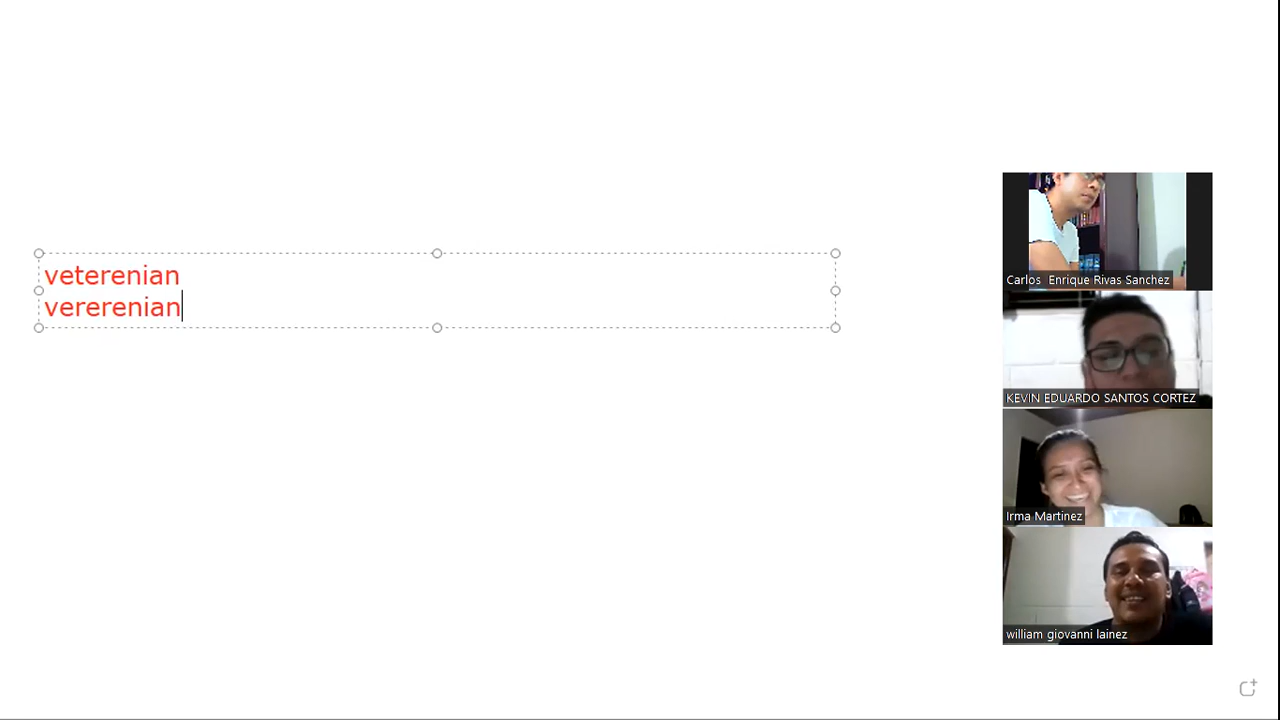 veterenian
vererenian
Carlos Enrique Rivas Sanchez
KEVIN EDUARDO SANTOS CORTEZ
Irma Martinez
william giovanni lainez